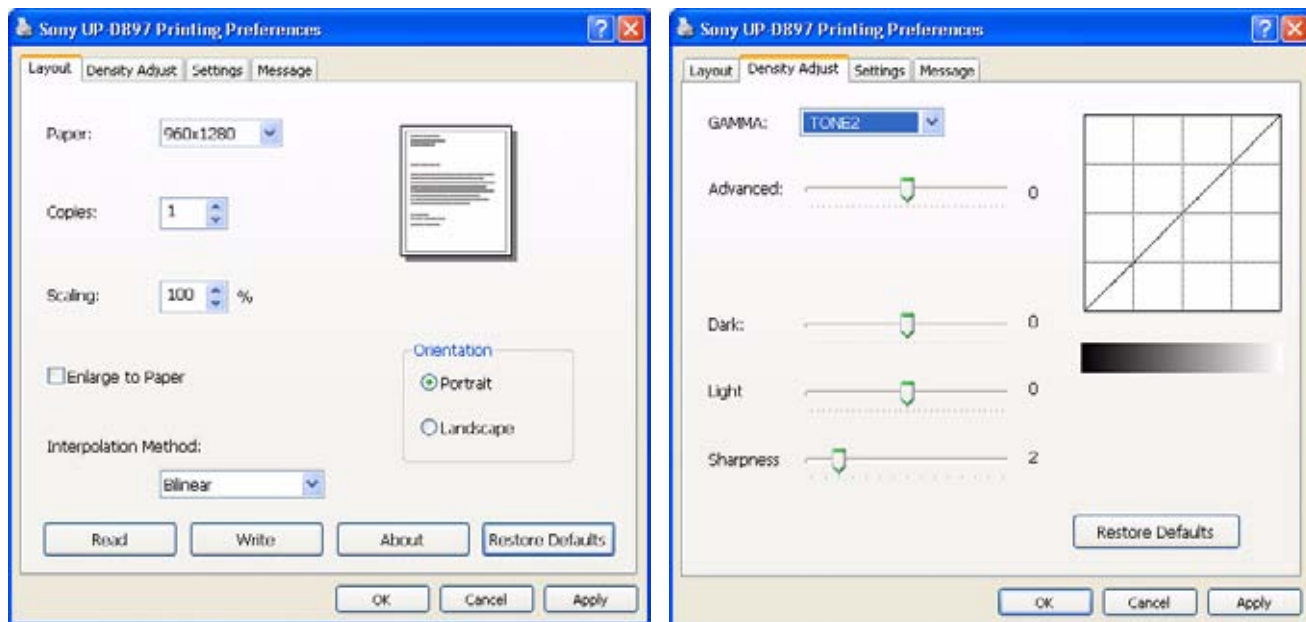 Sony UP-D897 Printing Preferences
Layout Density Adjust Settings Message
Paper: 960x1280
Copies: 1
Scaling: 100 %
Enlarge to Paper
Orientation
Portrait
Landscape
Interpolation Method:
Bilinear
Read Write About Restore Defaults
OK Cancel Apply
Sony UP-D897 Printing Preferences
Layout Density Adjust Settings Message
GAMMA: TONE2
Advanced: 0
Dark: 0
Light 0
Sharpness 2
Restore Defaults
OK Cancel Apply